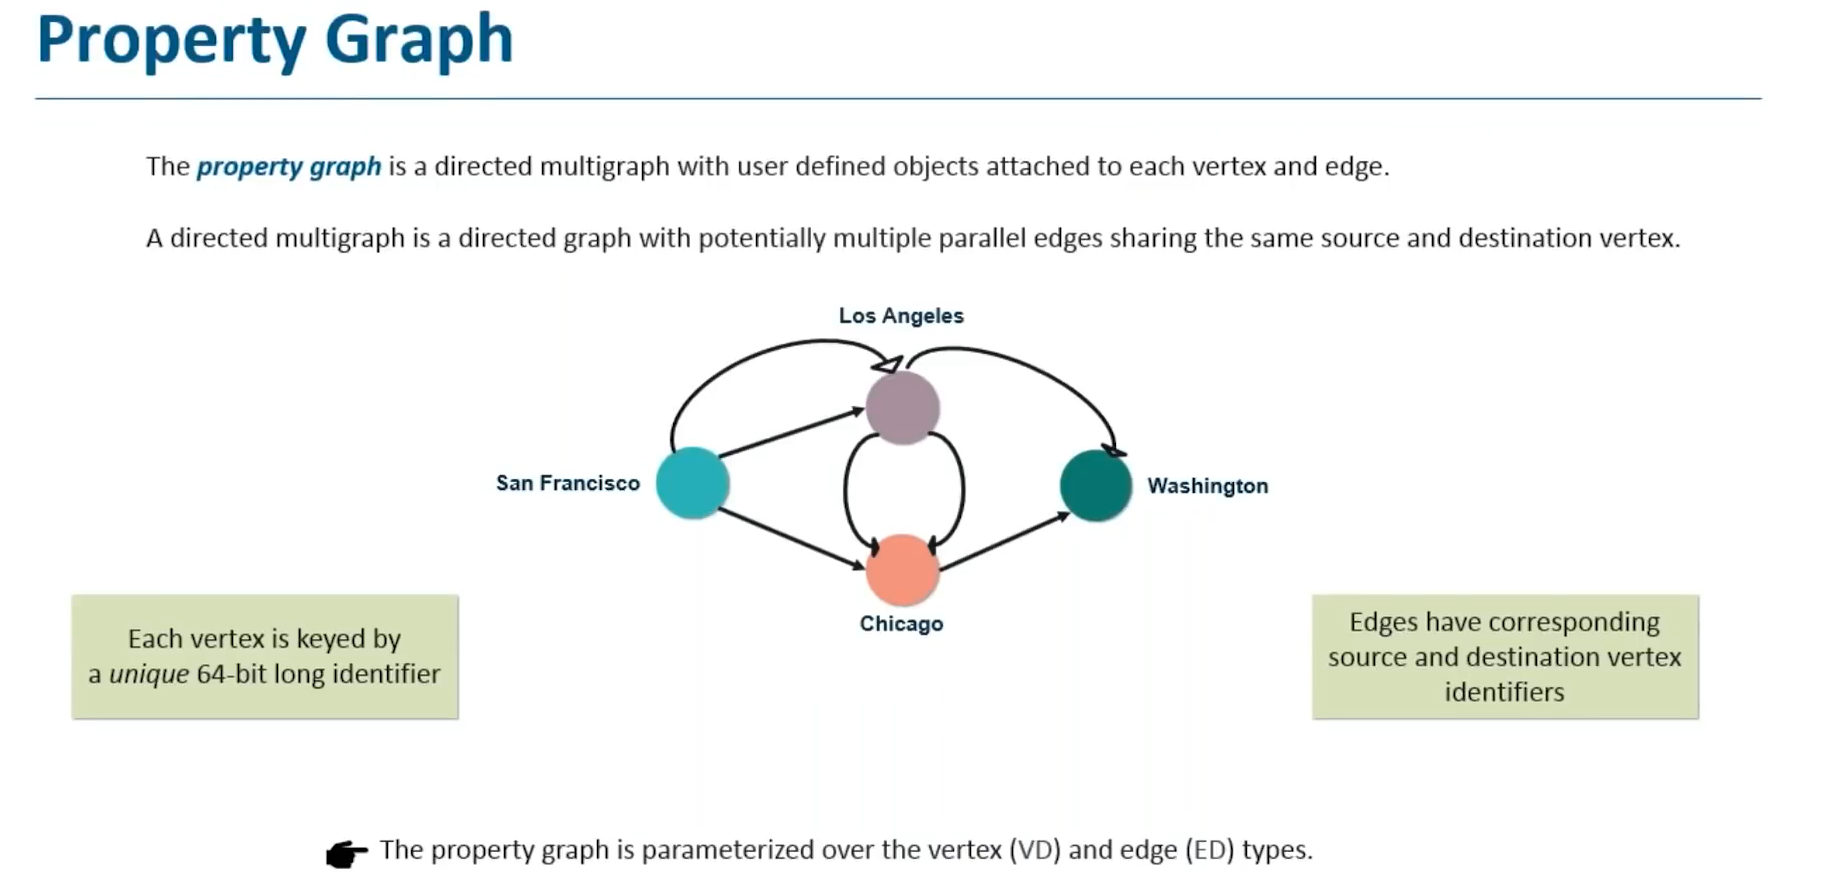 Property Graph
The property graph is a directed multigraph with user defined objects attached to each vertex and edge.
A directed multigraph is a directed graph with potentially multiple parallel edges sharing the same source and destination vertex.
Los Angeles
San Francisco
Washington
Chicago
Each vertex is keyed by
a unique 64-bit long identifier
Edges have corresponding
source and destination vertex
identifiers
The property graph is parameterized over the vertex (VD) and edge (ED) types.